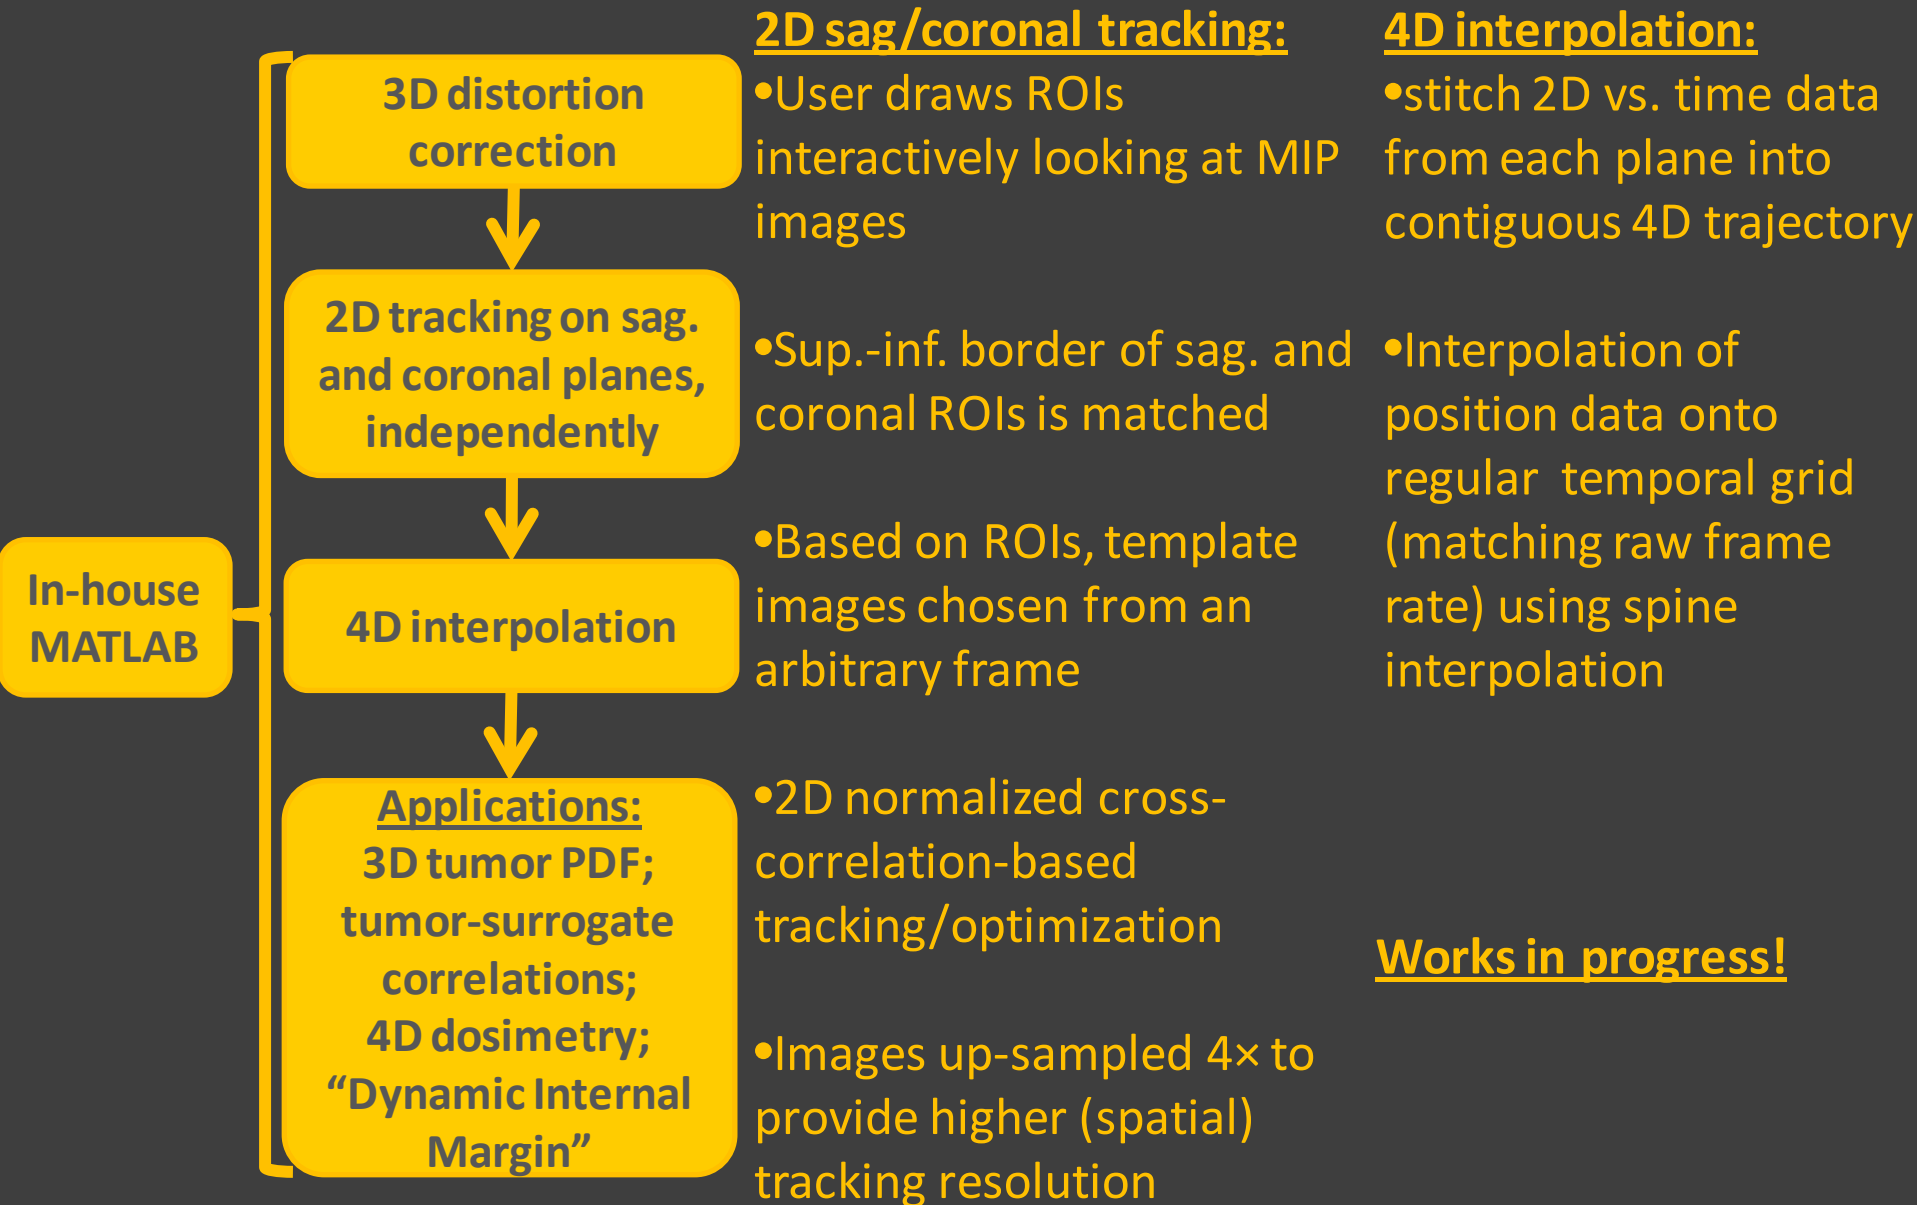 In-house
MATLAB
3D distortion
correction
2D tracking on sag.
and coronal planes,
independently
4D interpolation
Applications:
3D tumor PDF;
tumor-surrogate
correlations;
4D dosimetry;
“Dynamic Internal
Margin”
2D sag/coronal tracking:
•User draws ROIs
interactively looking at MIP
images
•Sup.-inf. border of sag. and
coronal ROIs is matched
•Based on ROIs, template
images chosen from an
arbitrary frame
•2D normalized cross-
correlation-based
tracking/optimization
•Images up-sampled 4× to
provide higher (spatial)
tracking resolution
4D interpolation:
•stitch 2D vs. time data
from each plane into
contiguous 4D trajectory
•Interpolation of
position data onto
regular temporal grid
(matching raw frame
rate) using spine
interpolation
Works in progress!